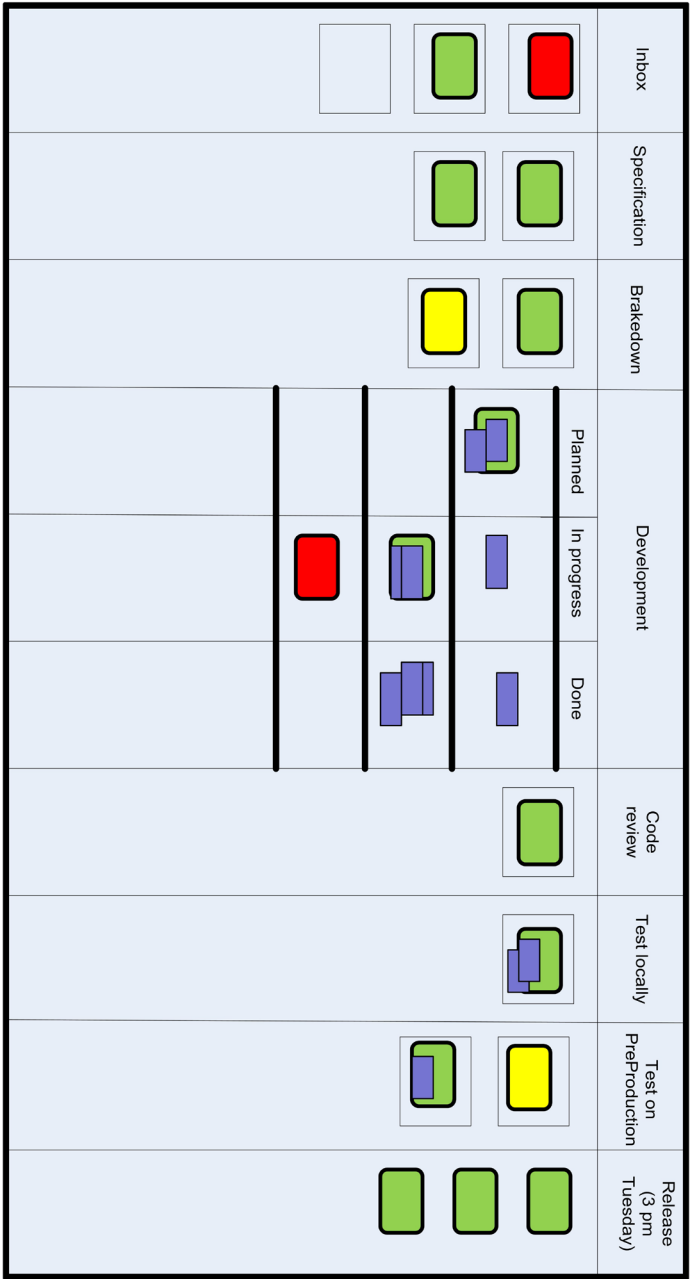 Inbox
Specification
Brakedown
Development
Planned
In progress
Done
Code
review
Test locally
Test on
PreProduction
Release
(3 pm
Tuesday)